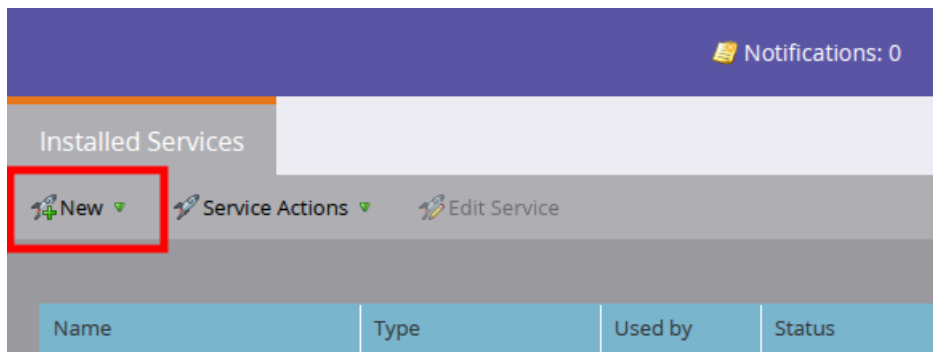 Notifications: 0
Installed Services
New Service Actions Edit Service
Name Type Used by Status